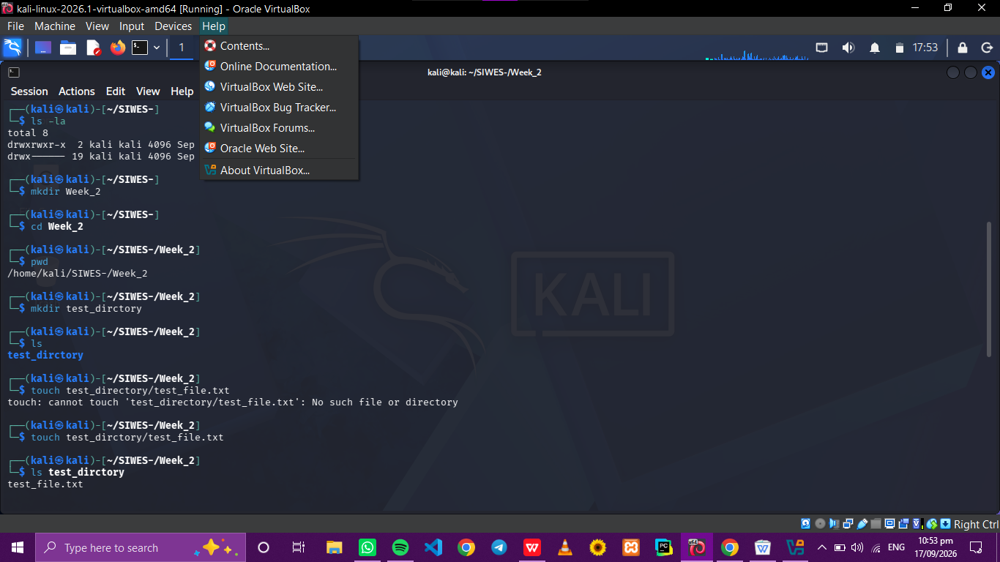 kali-linux-2026.1-virtualbox-amd64 [Running] - Oracle VirtualBox
File Machine View Input Devices Help
1
17:53
Contents...
Online Documentation...
VirtualBox Web Site...
VirtualBox Bug Tracker...
VirtualBox Forums...
Oracle Web Site...
About VirtualBox...
kali@kali: ~/SIWES-/Week_2
Session Actions Edit View Help
┌──(kali㉿kali)-[~/SIWES-]
└─$ ls -la
total 8
drwxrwxr-x  2 kali kali 4096 Sep
drwx------ 19 kali kali 4096 Sep
┌──(kali㉿kali)-[~/SIWES-]
└─$ mkdir Week_2
┌──(kali㉿kali)-[~/SIWES-]
└─$ cd Week_2
┌──(kali㉿kali)-[~/SIWES-/Week_2]
└─$ pwd
/home/kali/SIWES-/Week_2
┌──(kali㉿kali)-[~/SIWES-/Week_2]
└─$ mkdir test_dirctory
┌──(kali㉿kali)-[~/SIWES-/Week_2]
└─$ ls
test_dirctory
┌──(kali㉿kali)-[~/SIWES-/Week_2]
└─$ touch test_directory/test_file.txt
touch: cannot touch 'test_directory/test_file.txt': No such file or directory
┌──(kali㉿kali)-[~/SIWES-/Week_2]
└─$ touch test_dirctory/test_file.txt
┌──(kali㉿kali)-[~/SIWES-/Week_2]
└─$ ls test_dirctory
test_file.txt
KALI
Right Ctrl
Type here to search
ENG
10:53 pm
17/09/2026